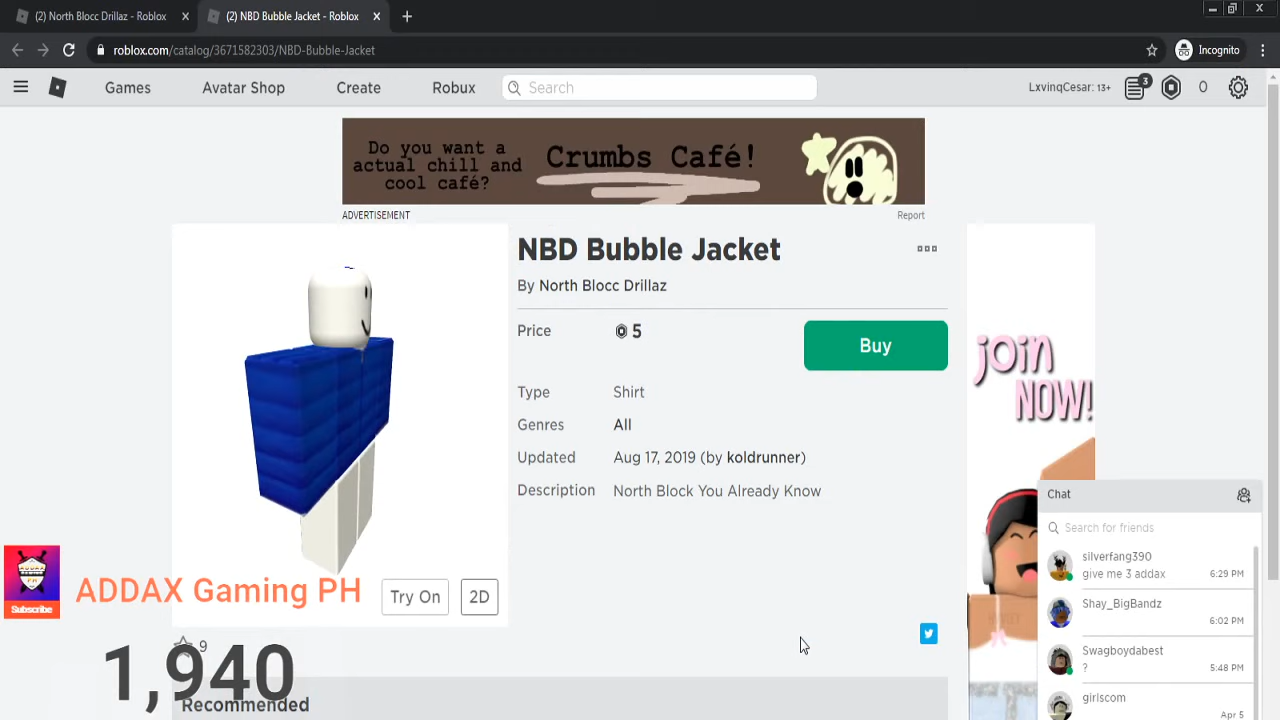 (2) North Blocc Drillaz - Roblox
(2) NBD Bubble Jacket - Roblox
roblox.com/catalog/3671582303/NBD-Bubble-Jacket
Incognito
Games
Avatar Shop
Create
Robux
Search
LxvinqCesar: 13+
3
0
Do you want a
actual chill and
cool café?
Crumbs Café!
ADVERTISEMENT
Report
NBD Bubble Jacket
By North Blocc Drillaz
Price
5
Buy
Type
Shirt
Genres
All
Updated
Aug 17, 2019 (by koldrunner)
Description
North Block You Already Know
Try On
2D
9
Recommended
join
NOW!
Chat
Search for friends
silverfang390
give me 3 addax
6:29 PM
Shay_BigBandz
6:02 PM
Swagboydabest
?
5:48 PM
girlscom
Apr 5
ADDAX
PH
Subscribe
ADDAX Gaming PH
1,940